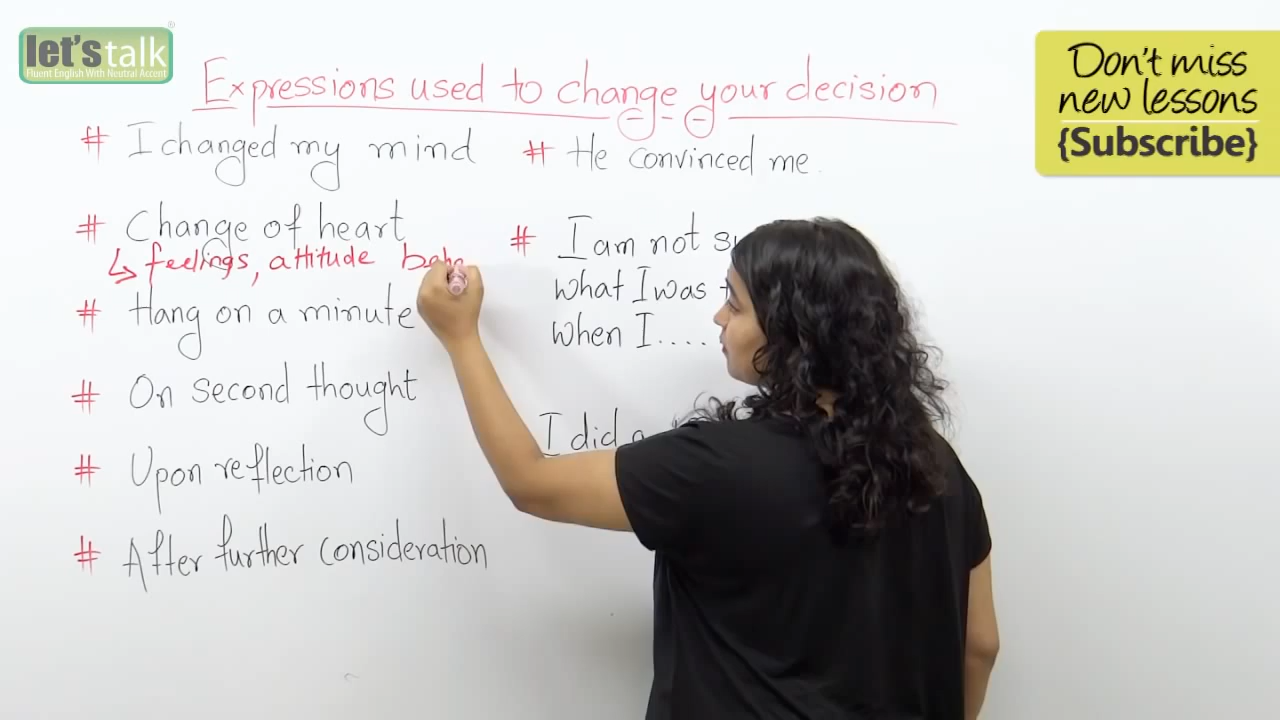 let's talk
Fluent English With Neutral Accent
Don't miss
new lessons
{Subscribe}
Expressions used to change your decision
# I changed my mind
# Change of heart
↳ feelings, attitude
# Hang on a minute
# On second thought
# Upon reflection
# After further consideration
# He convinced me.
# I am not
what I was
when I....
I did a